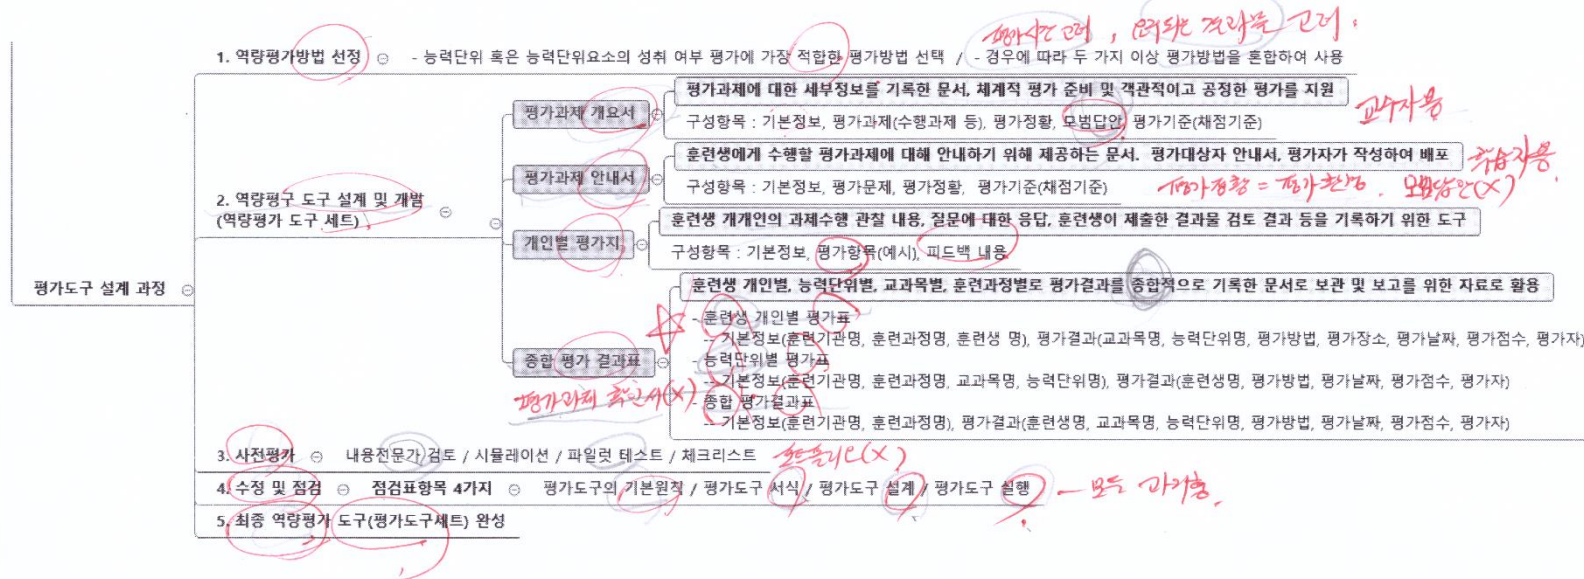 평가시간 고려, 요구되는 결과물 고려.
1. 역량평가방법 선정 - 능력단위 혹은 능력단위요소의 성취 여부 평가에 가장 적합한 평가방법 선택 / - 경우에 따라 두 가지 이상 평가방법을 혼합하여 사용
평가과제에 대한 세부정보를 기록한 문서, 체계적 평가 준비 및 객관적이고 공정한 평가를 지원
평가과제 개요서
구성항목 : 기본정보, 평가과제(수행과제 등), 평가정황, 모범답안, 평가기준(채점기준)
교수자용
훈련생에게 수행할 평가과제에 대해 안내하기 위해 제공하는 문서. 평가대상자 안내서, 평가자가 작성하여 배포
학습자용
평가과제 안내서
구성항목 : 기본정보, 평가문제, 평가정황, 평가기준(채점기준)
평가정황 = 평가환경. 모범답안(X)
2. 역량평구 도구 설계 및 개발
(역량평가 도구 세트)
훈련생 개개인의 과제수행 관찰 내용, 질문에 대한 응답, 훈련생이 제출한 결과물 검토 결과 등을 기록하기 위한 도구
개인별 평가지
구성항목 : 기본정보, 평가항목(예시), 피드백 내용
평가도구 설계 과정
훈련생 개인별, 능력단위별, 교과목별, 훈련과정별로 평가결과를 종합적으로 기록한 문서로 보관 및 보고를 위한 자료로 활용
- 훈련생 개인별 평가표
-- 기본정보(훈련기관명, 훈련과정명, 훈련생 명), 평가결과(교과목명, 능력단위명, 평가방법, 평가장소, 평가날짜, 평가점수, 평가자)
종합 평가 결과표
- 능력단위별 평가표
-- 기본정보(훈련기관명, 훈련과정명, 교과목명, 능력단위명), 평가결과(훈련생명, 평가방법, 평가날짜, 평가점수, 평가자)
평가과제 확인서(X)
- 종합 평가결과표
-- 기본정보(훈련기관명, 훈련과정명), 평가결과(훈련생명, 교과목명, 능력단위명, 평가방법, 평가날짜, 평가점수, 평가자)
3. 사전평가 내용전문가 검토 / 시뮬레이션 / 파일럿 테스트 / 체크리스트
포트폴리오(X)
4. 수정 및 점검 점검표항목 4가지 평가도구의 기본원칙 / 평가도구 서식 / 평가도구 설계 / 평가도구 실행
모든
5. 최종 역량평가 도구(평가도구세트) 완성